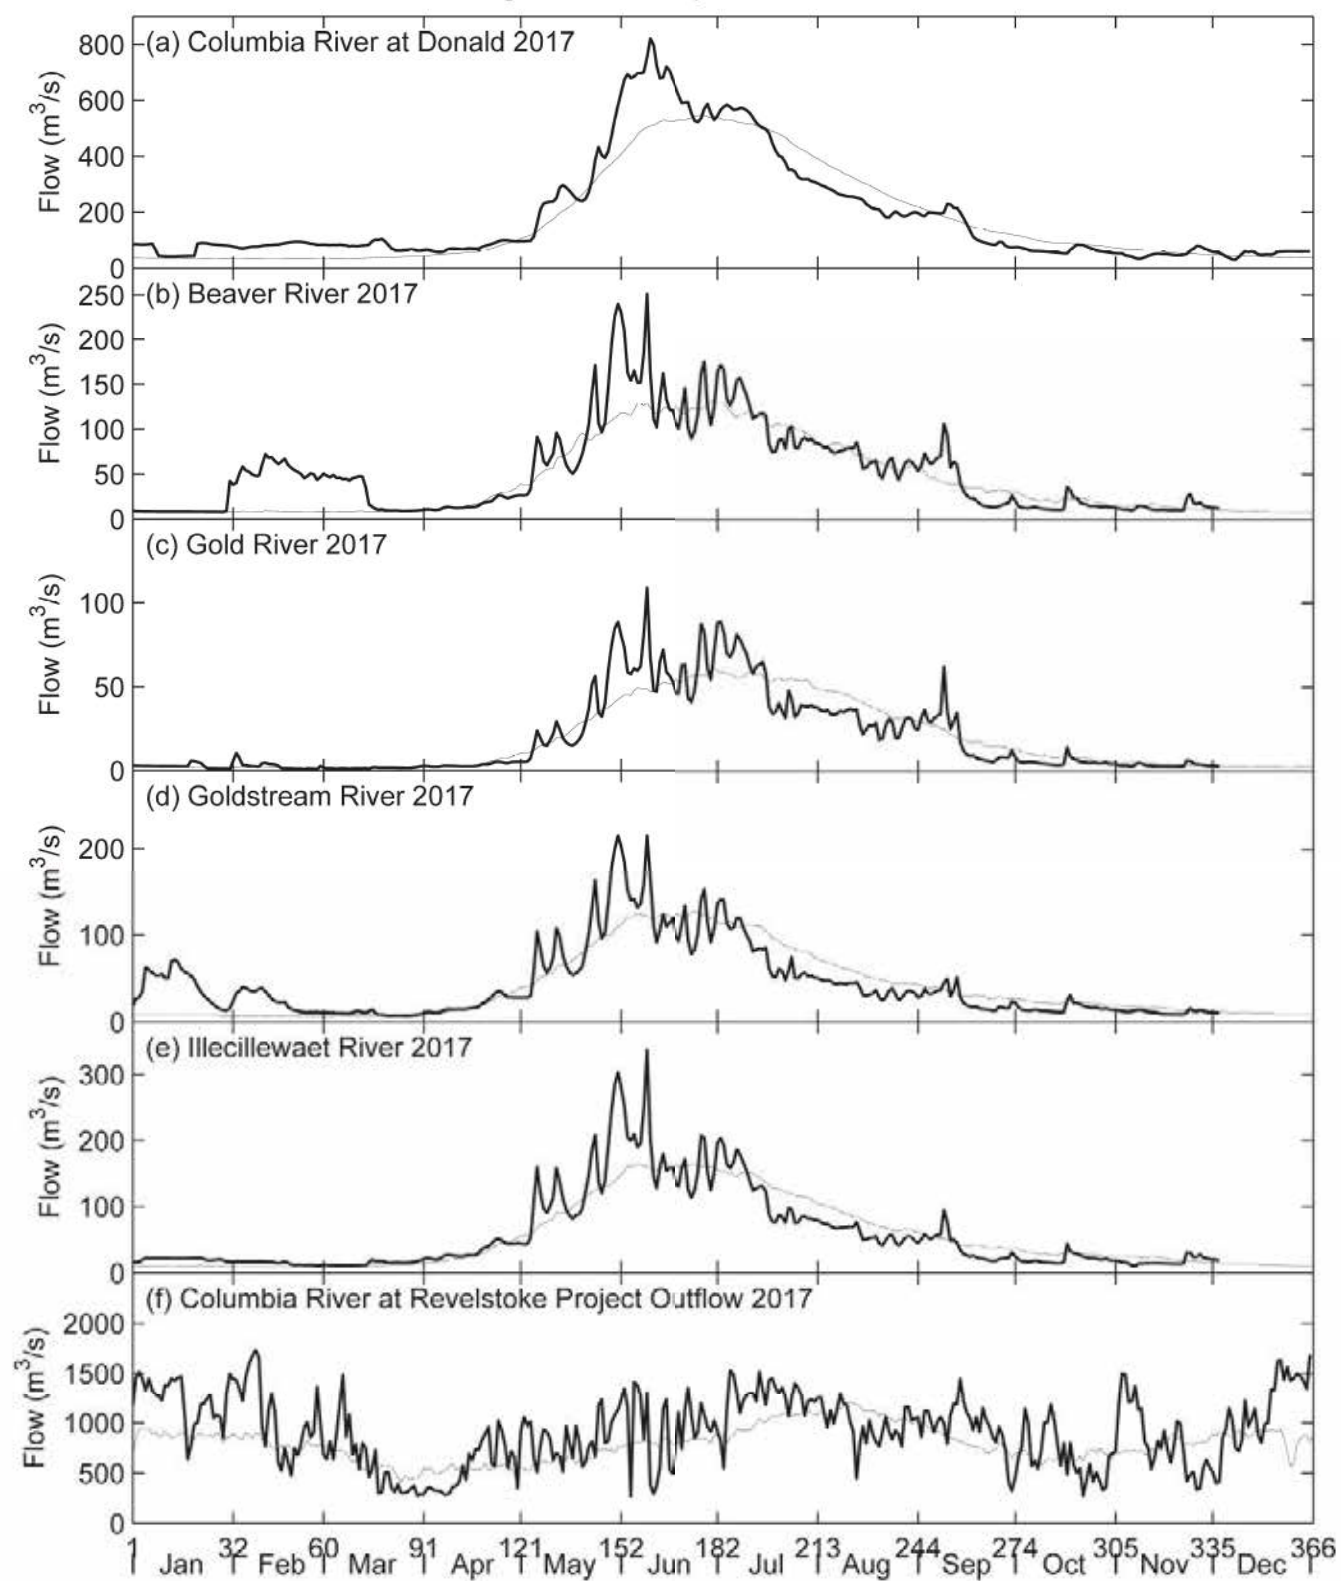 (a) Columbia River at Donald 2017
Flow (m³/s)
800
600
400
200
0
(b) Beaver River 2017
Flow (m³/s)
250
200
150
100
50
0
(c) Gold River 2017
Flow (m³/s)
100
50
0
(d) Goldstream River 2017
Flow (m³/s)
200
100
0
(e) Illecillewaet River 2017
Flow (m³/s)
300
200
100
0
(f) Columbia River at Revelstoke Project Outflow 2017
Flow (m³/s)
2000
1500
1000
500
0
1 32 60 91 121 152 182 213 244 274 305 335 366
Jan Feb Mar Apr May Jun Jul Aug Sep Oct Nov Dec